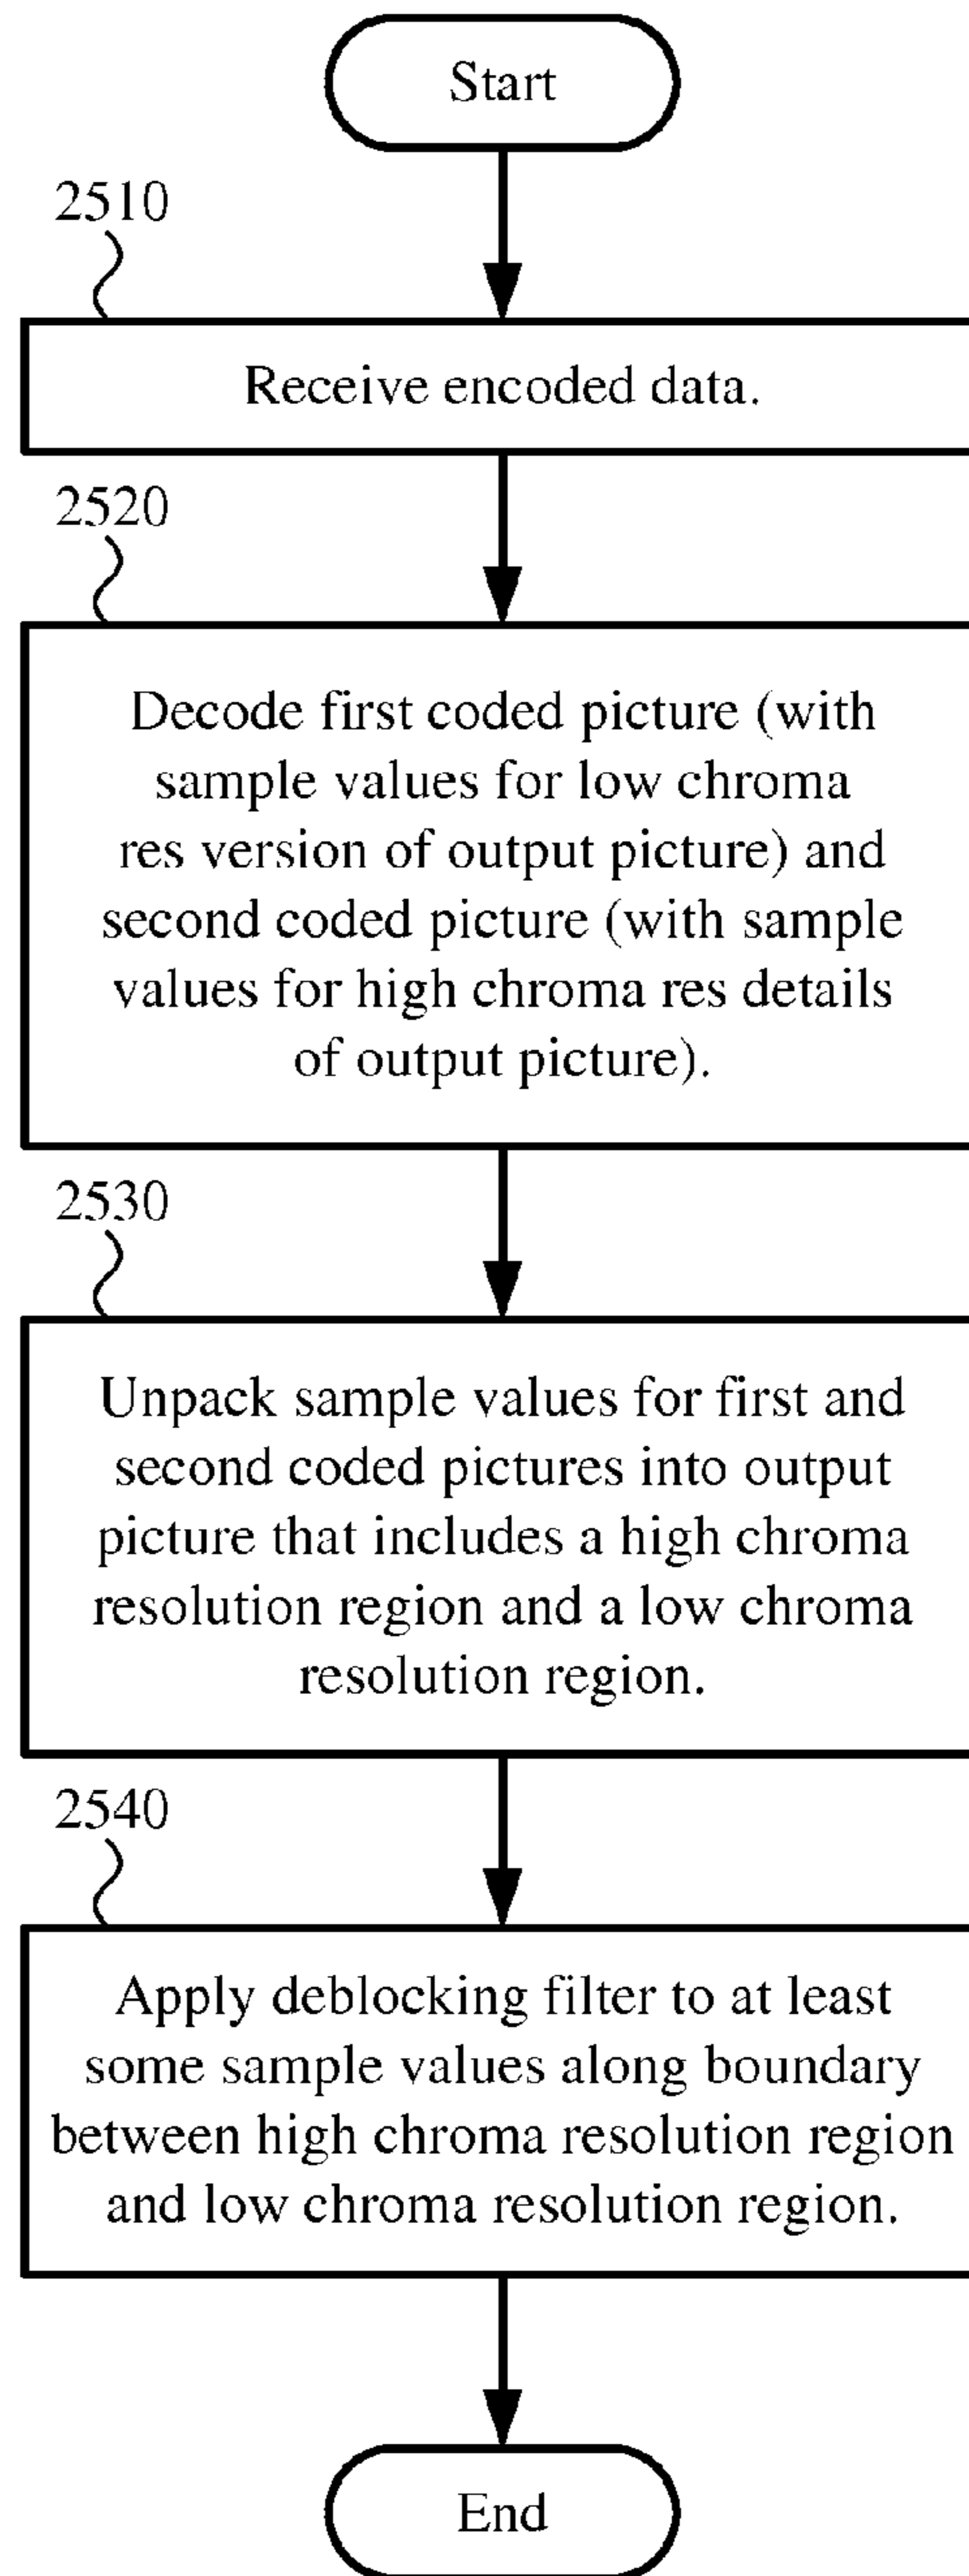 Start
2510
Receive encoded data.
2520
Decode first coded picture (with
sample values for low chroma
res version of output picture) and
second coded picture (with sample
values for high chroma res details
of output picture).
2530
Unpack sample values for first and
second coded pictures into output
picture that includes a high chroma
resolution region and a low chroma
resolution region.
2540
Apply deblocking filter to at least
some sample values along boundary
between high chroma resolution region
and low chroma resolution region.
End